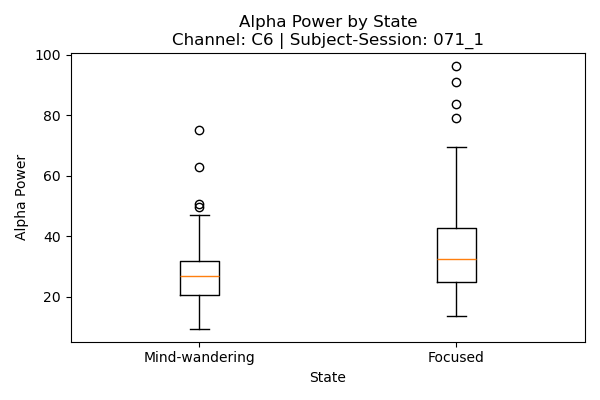 Alpha Power by State
Channel: C6 | Subject-Session: 071_1
100
80
60
40
20
Alpha Power
Mind-wandering
Focused
State